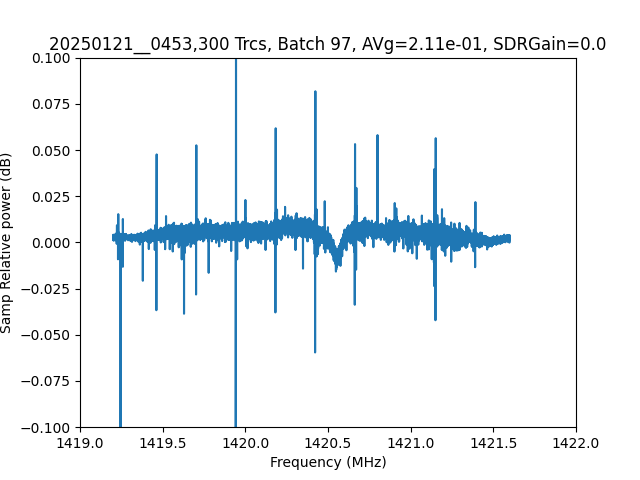 20250121__0453,300 Trcs, Batch 97, AVg=2.11e-01, SDRGain=0.0
0.100
0.075
0.050
0.025
0.000
−0.025
−0.050
−0.075
−0.100
Samp Relative power (dB)
1419.0 1419.5 1420.0 1420.5 1421.0 1421.5 1422.0
Frequency (MHz)